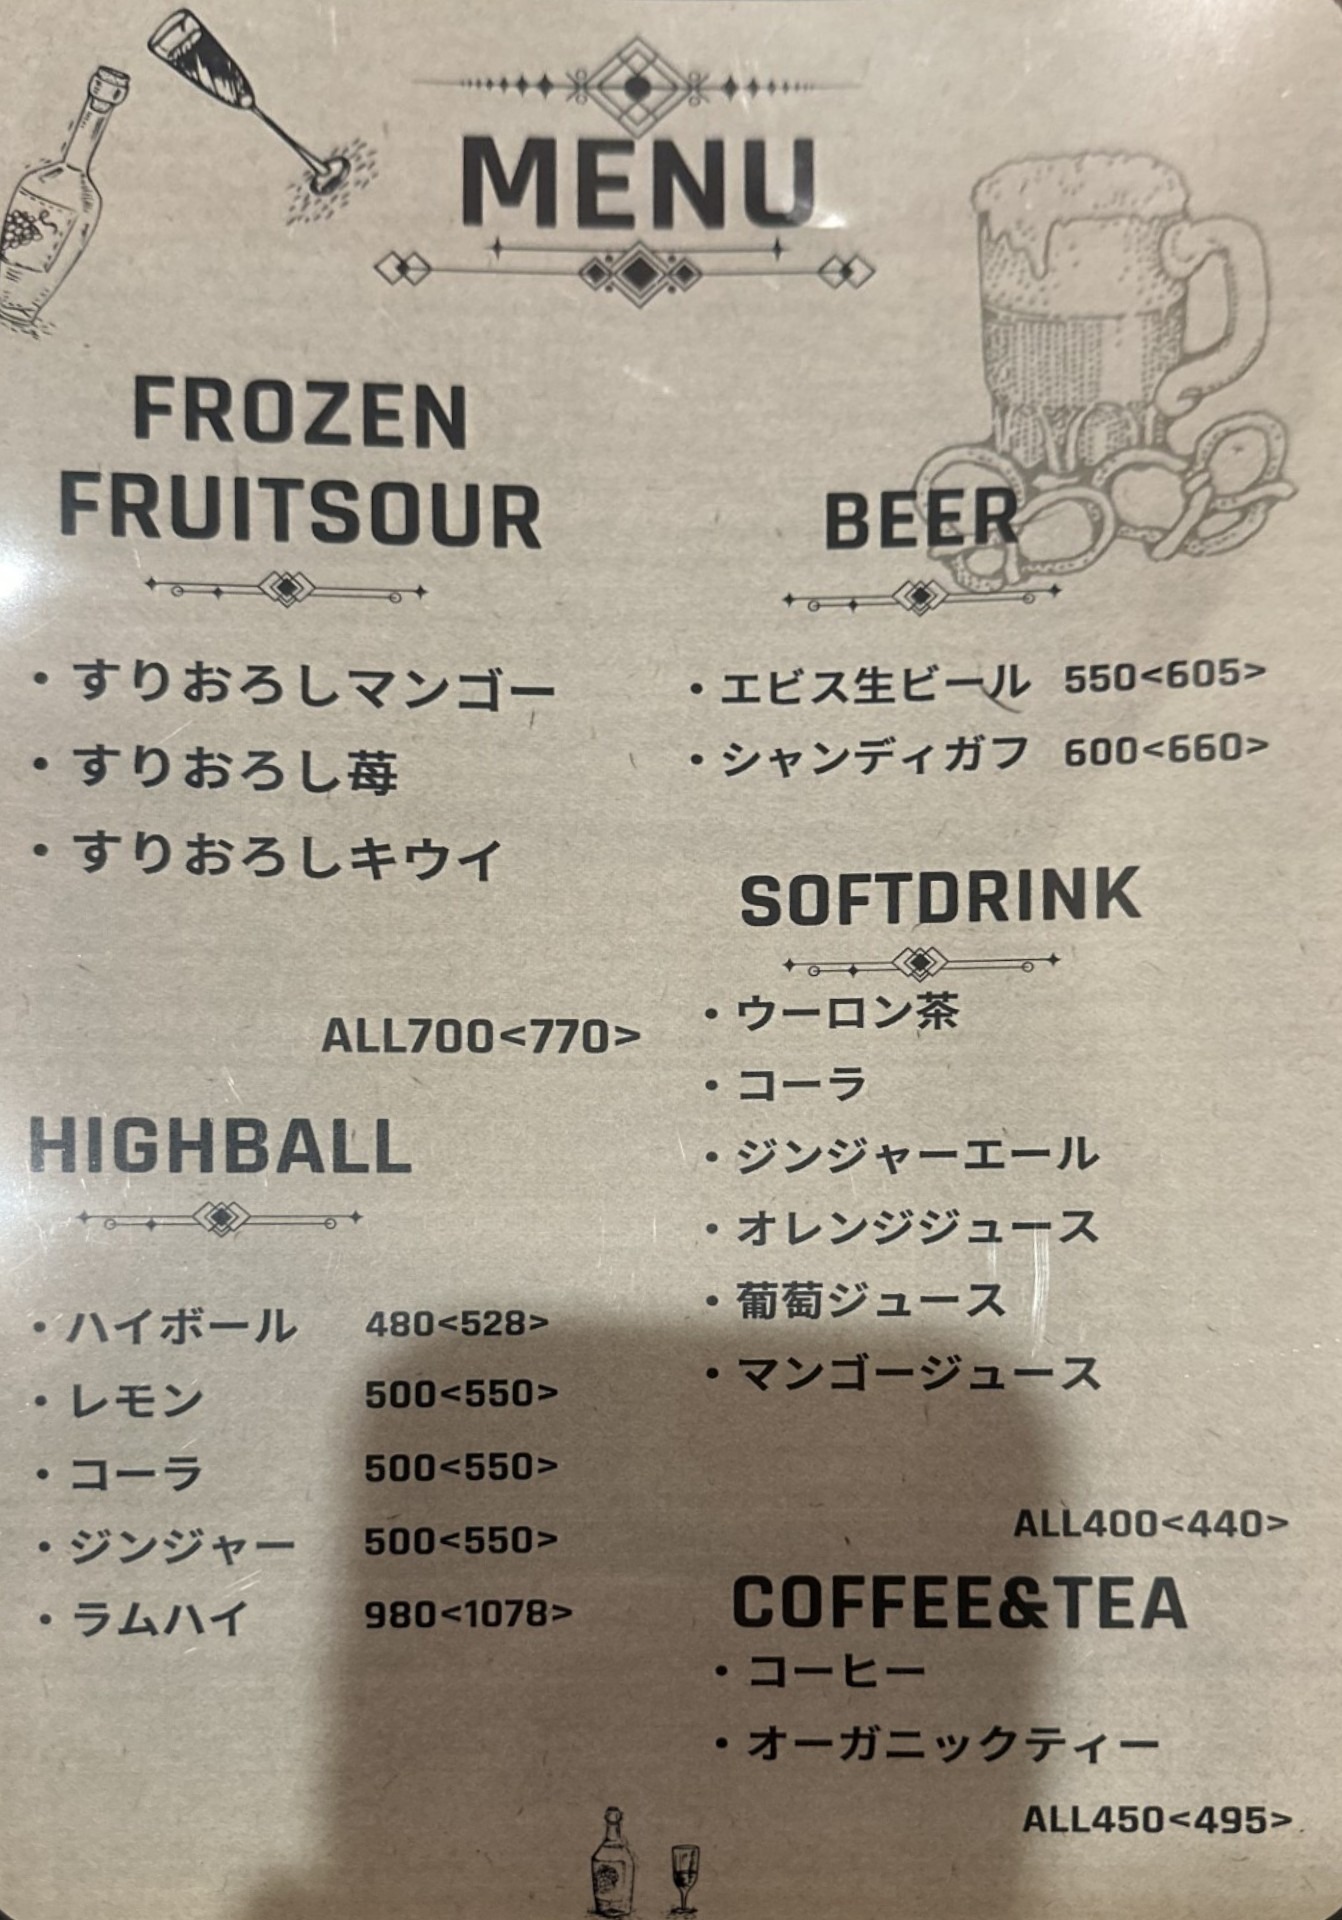 MENU
FROZEN
FRUITSOUR
・すりおろしマンゴー
・すりおろし苺
・すりおろしキウイ
ALL700<770>
HIGHBALL
・ハイボール 480<528>
・レモン 500<550>
・コーラ 500<550>
・ジンジャー 500<550>
・ラムハイ 980<1078>
BEER
・エビス生ビール 550<605>
・シャンディガフ 600<660>
SOFTDRINK
・ウーロン茶
・コーラ
・ジンジャーエール
・オレンジジュース
・葡萄ジュース
・マンゴージュース
ALL400<440>
COFFEE&TEA
・コーヒー
・オーガニックティー
ALL450<495>